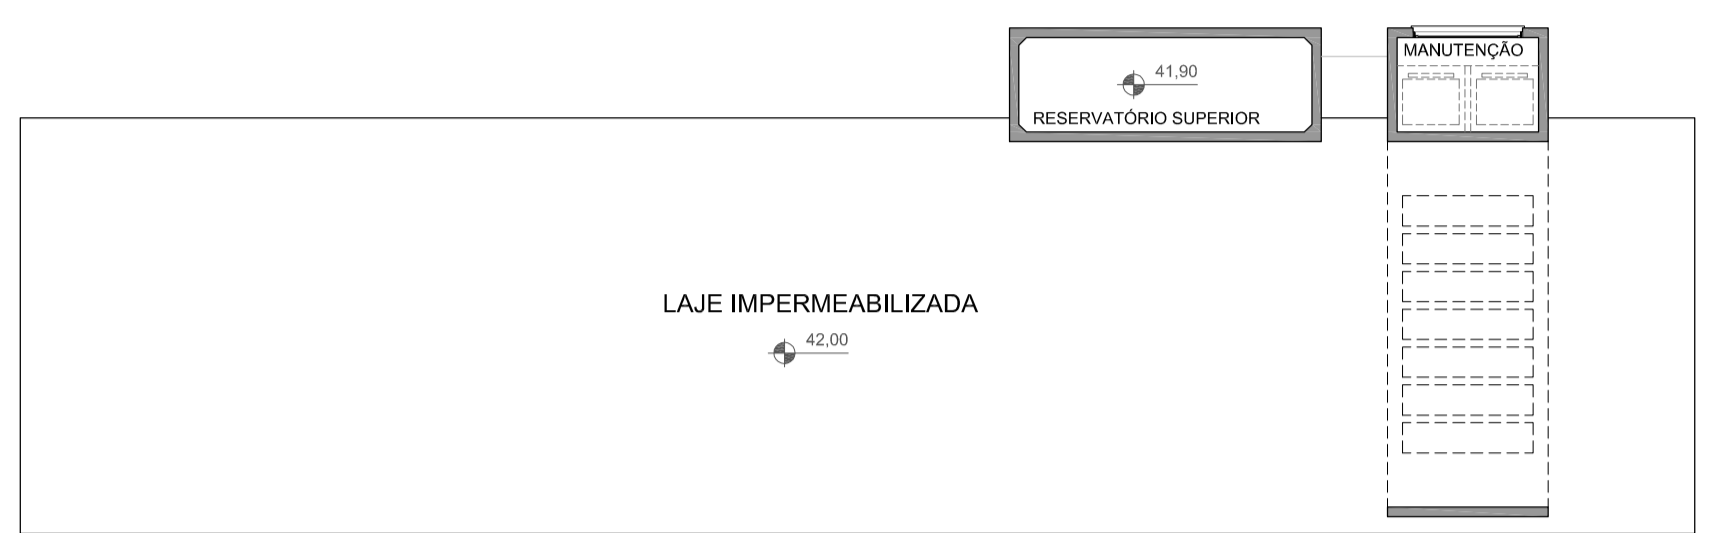 MANUTENÇÃO
41,90
RESERVATÓRIO SUPERIOR
LAJE IMPERMEABILIZADA
42,00